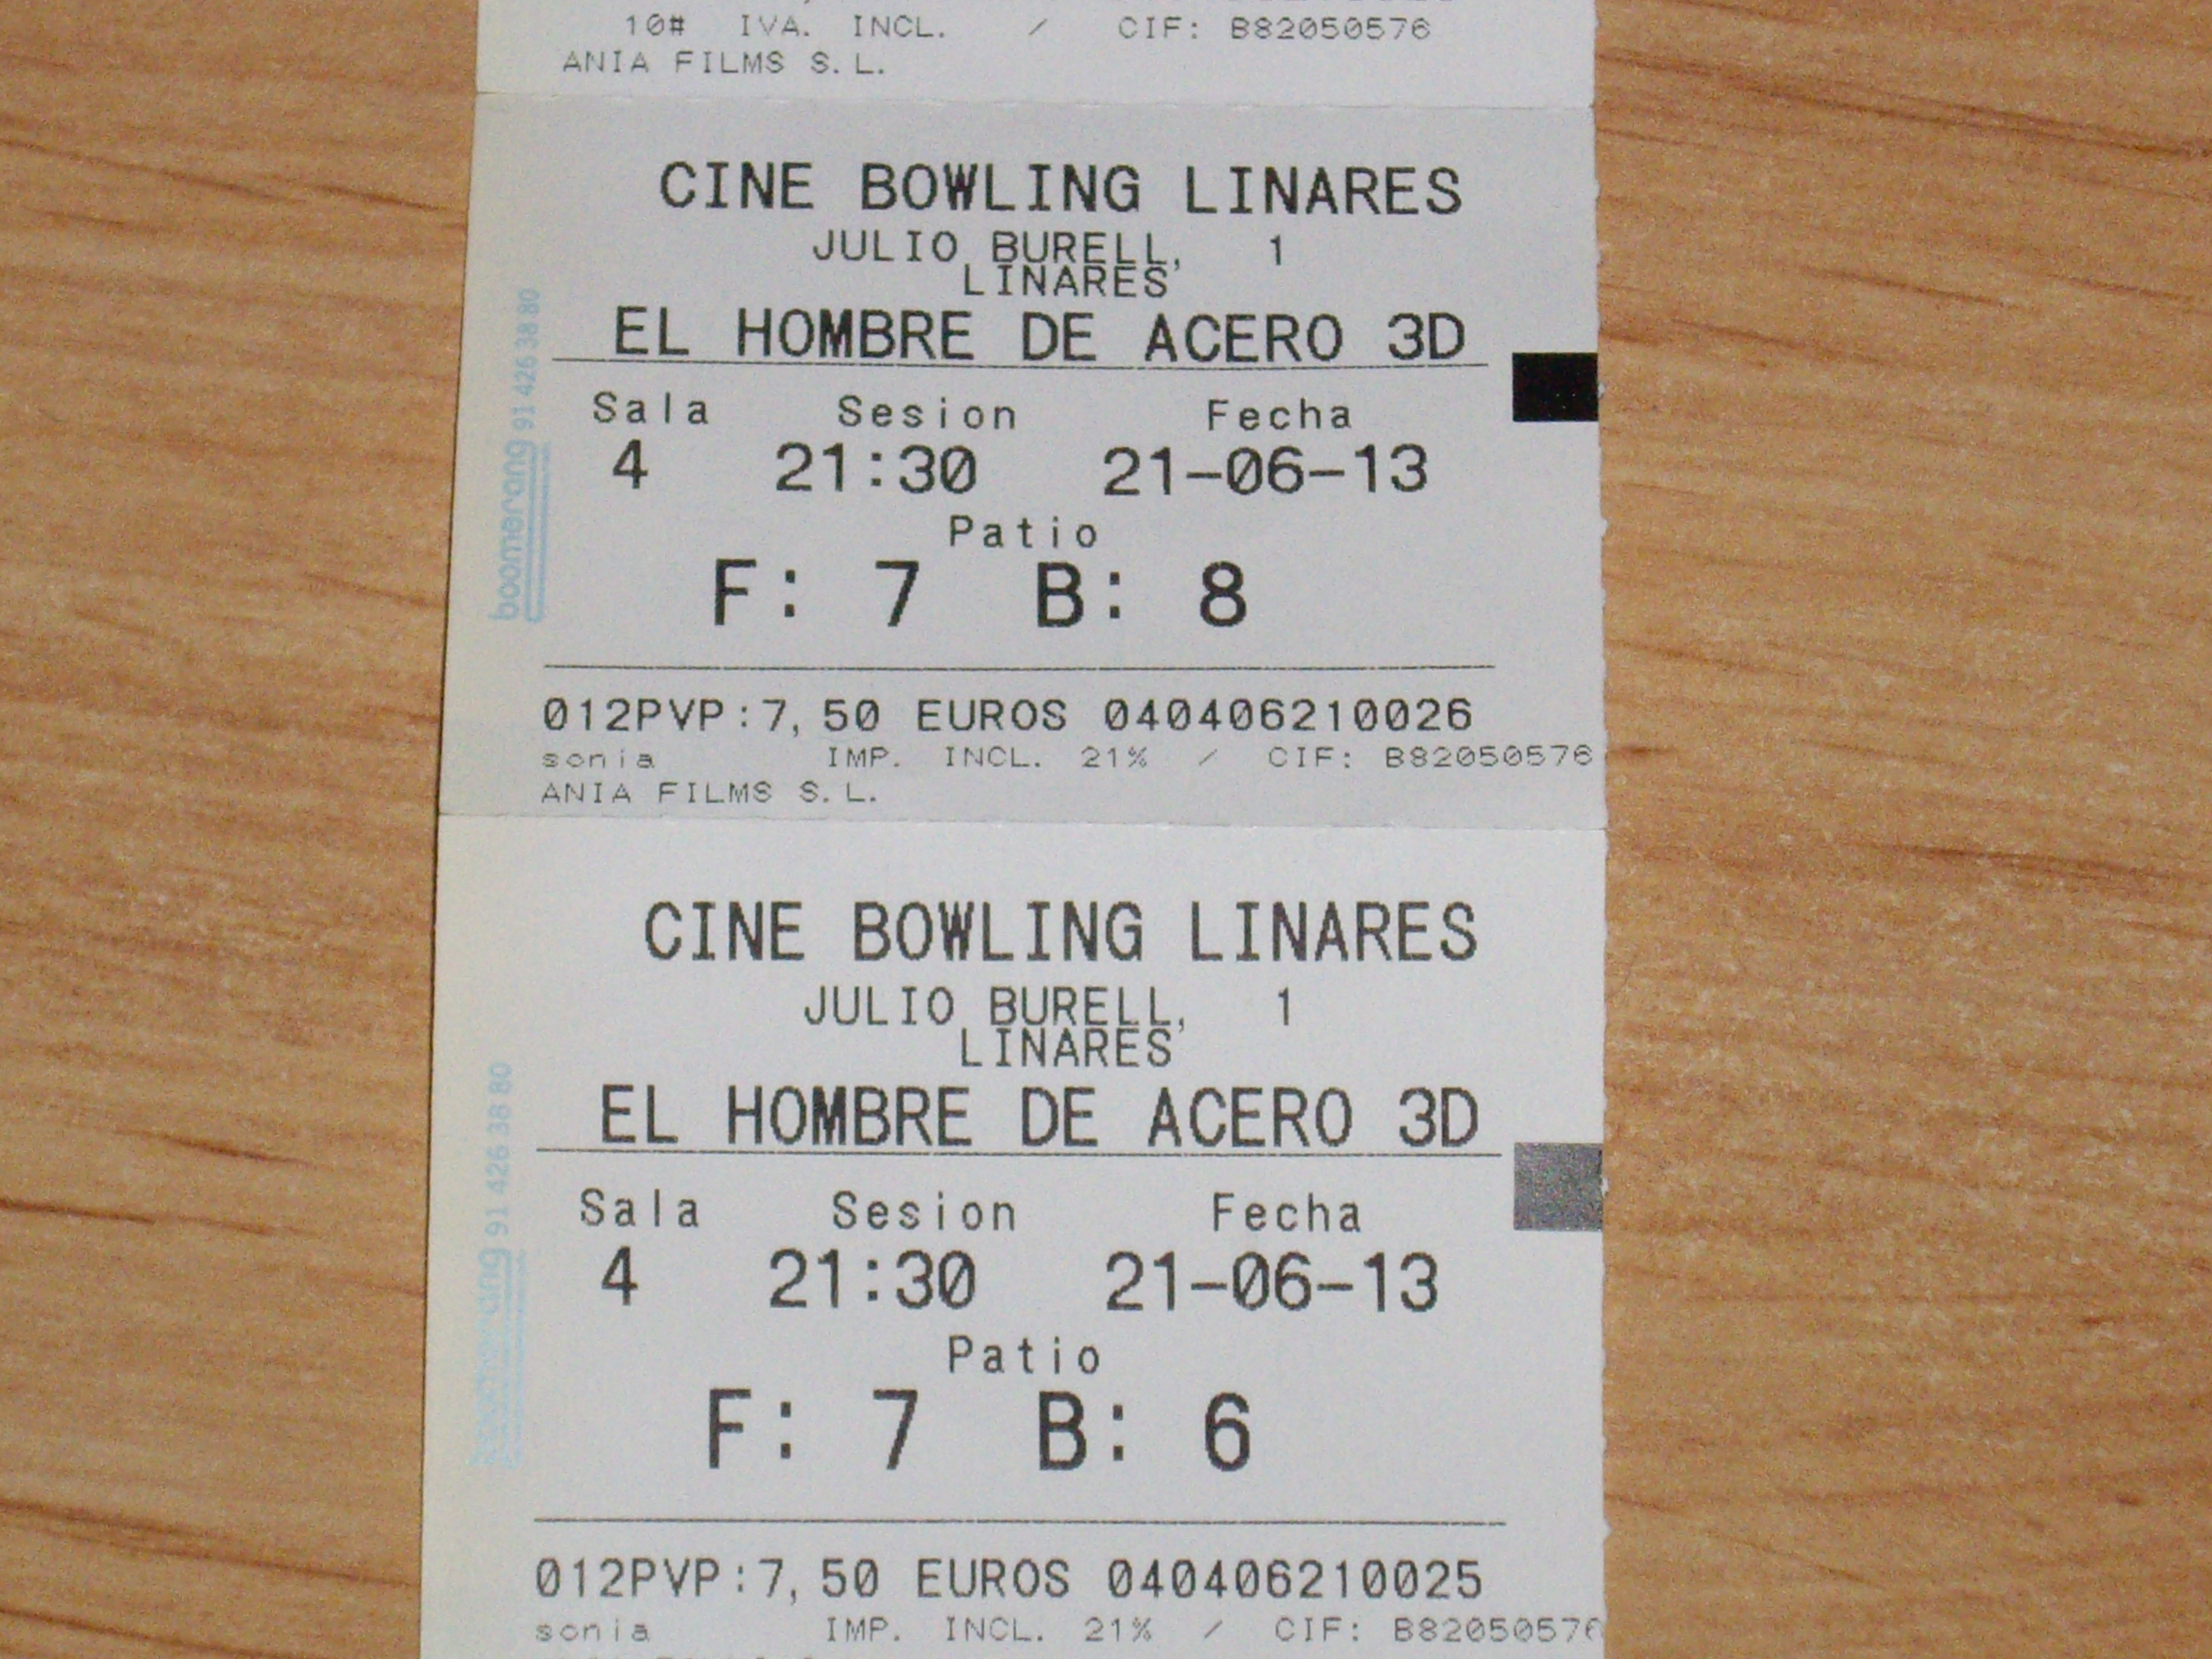 10# IVA. INCL. / CIF: B82050576
ANIA FILMS S.L.
CINE BOWLING LINARES
JULIO BURELL, 1
LINARES
EL HOMBRE DE ACERO 3D
Sala Sesion Fecha
4 21:30 21-06-13
Patio
F: 7 B: 8
012PVP:7,50 EUROS 040406210026
sonia IMP. INCL. 21% / CIF: B82050576
ANIA FILMS S.L.
boomerang 91 426 38 80
CINE BOWLING LINARES
JULIO BURELL, 1
LINARES
EL HOMBRE DE ACERO 3D
Sala Sesion Fecha
4 21:30 21-06-13
Patio
F: 7 B: 6
012PVP:7,50 EUROS 040406210025
sonia IMP. INCL. 21% / CIF: B82050576
boomerang 91 426 38 80